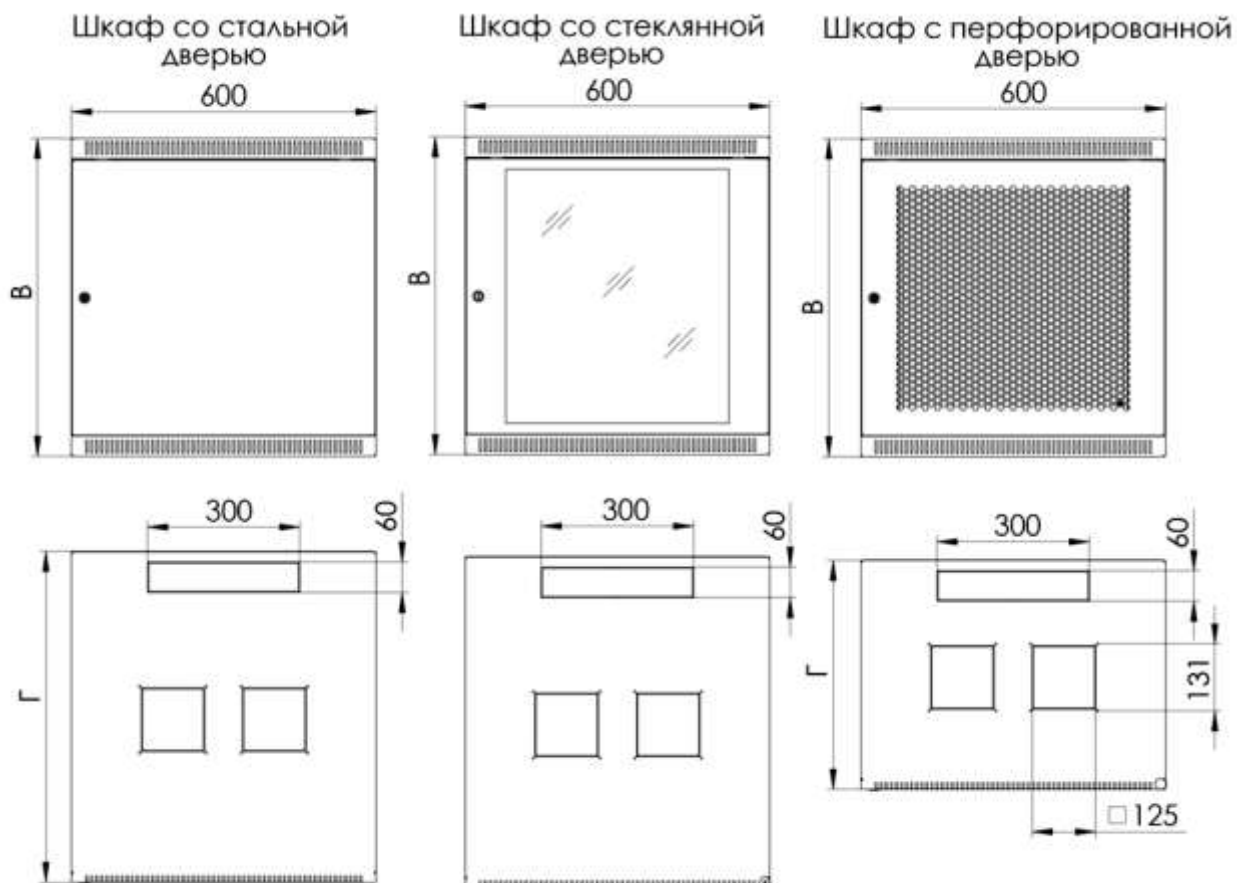 Шкаф со стальной
дверью
Шкаф со стеклянной
дверью
Шкаф с перфорированной
дверью
600
600
600
В
В
В
300
60
300
60
300
60
Г
Г
131
□ 125